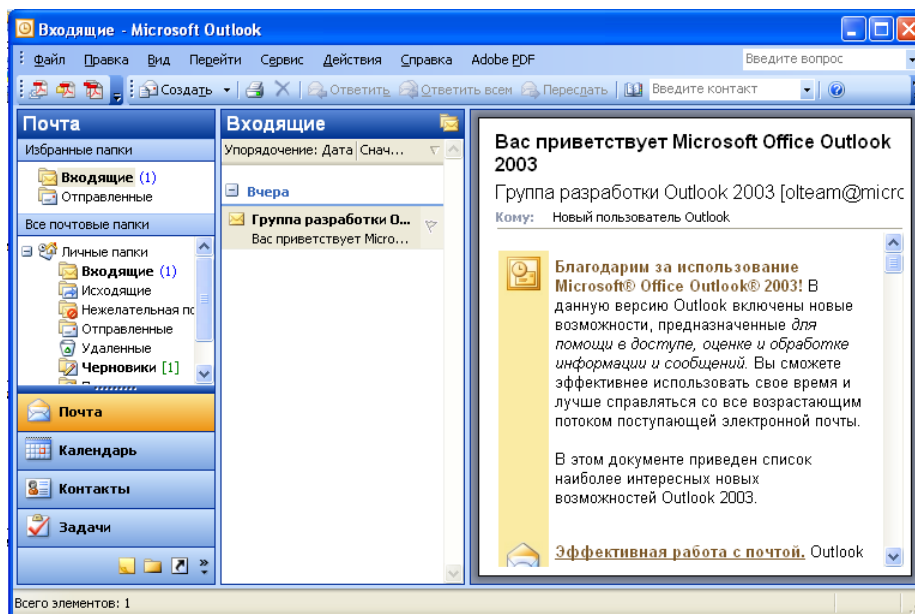 Входящие - Microsoft Outlook
Файл Правка Вид Перейти Сервис Действия Справка Adobe PDF Введите вопрос
Создать Ответить Ответить всем Переслать Введите контакт
Почта
Избранные папки
Входящие (1)
Отправленные
Все почтовые папки
Личные папки
Входящие (1)
Исходящие
Нежелательная по
Отправленные
Удаленные
Черновики [1]
Почта
Календарь
Контакты
Задачи
Входящие
Упорядочение: Дата Снач...
Вчера
Группа разработки O...
Вас приветствует Micro...
Вас приветствует Microsoft Office Outlook
2003
Группа разработки Outlook 2003 [olteam@micro
Кому: Новый пользователь Outlook
Благодарим за использование
Microsoft® Office Outlook® 2003! В
данную версию Outlook включены новые
возможности, предназначенные для
помощи в доступе, оценке и обработке
информации и сообщений. Вы сможете
эффективнее использовать свое время и
лучше справляться со все возрастающим
потоком поступающей электронной почты.
В этом документе приведен список
наиболее интересных новых
возможностей Outlook 2003.
Эффективная работа с почтой. Outlook
Всего элементов: 1